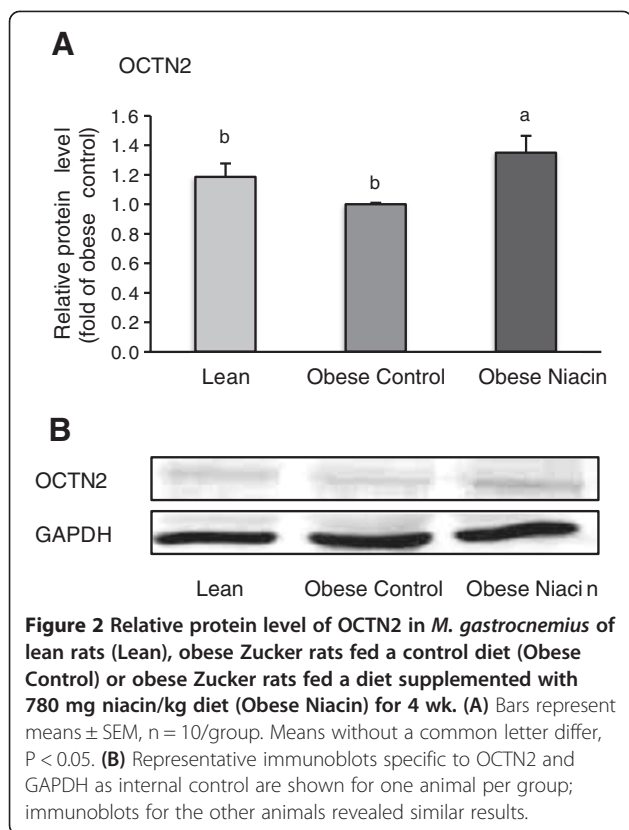 A
OCTN2
Relative protein level
(fold of obese control)
1.6
1.4
1.2
1.0
0.8
0.6
0.4
0.2
0.0
b
b
a
Lean Obese Control Obese Niacin
B
OCTN2
GAPDH
Lean Obese Control Obese Niacin
Figure 2 Relative protein level of OCTN2 in M. gastrocnemius of
lean rats (Lean), obese Zucker rats fed a control diet (Obese
Control) or obese Zucker rats fed a diet supplemented with
780 mg niacin/kg diet (Obese Niacin) for 4 wk. (A) Bars represent
means ± SEM, n = 10/group. Means without a common letter differ,
P < 0.05. (B) Representative immunoblots specific to OCTN2 and
GAPDH as internal control are shown for one animal per group;
immunoblots for the other animals revealed similar results.